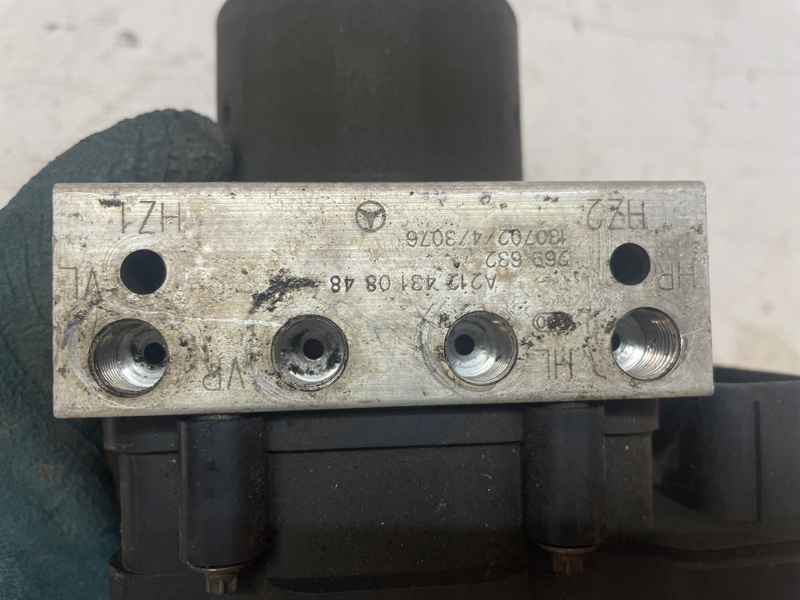 HZ1
HZ2
VL
HR
VR
HL
A212 431 08 48
269 632
130702/4/3076